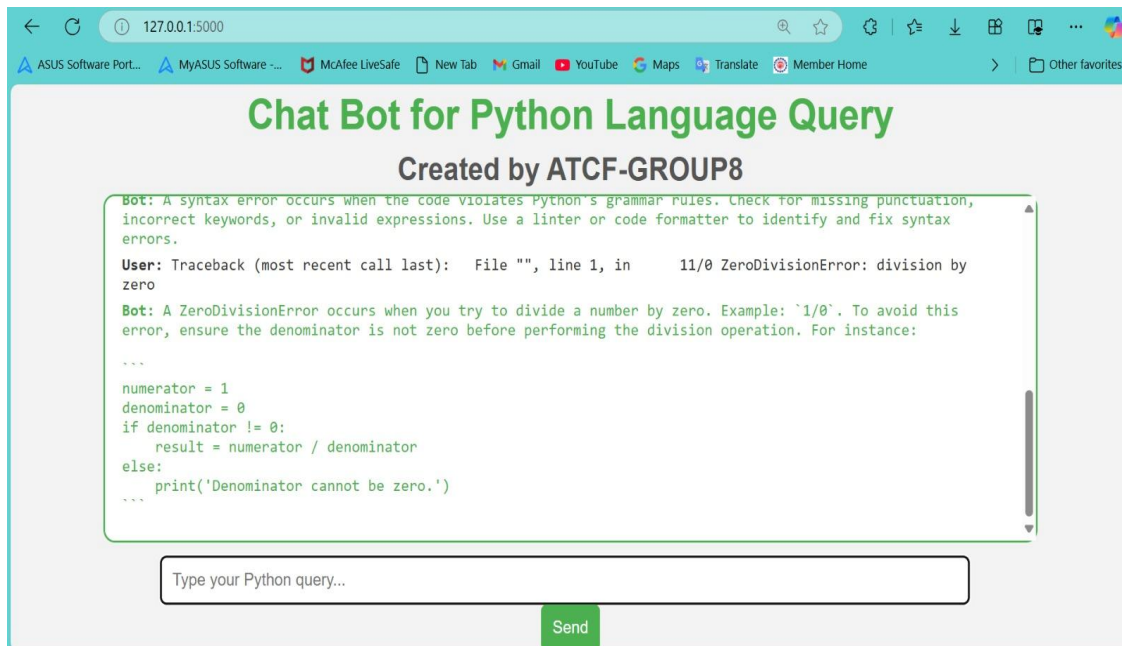 127.0.0.1:5000
ASUS Software Port... MyASUS Software -... McAfee LiveSafe New Tab Gmail YouTube Maps Translate Member Home Other favorites
Chat Bot for Python Language Query
Created by ATCF-GROUP8
Bot: A syntax error occurs when the code violates Python's grammar rules. Check for missing punctuation,
incorrect keywords, or invalid expressions. Use a linter or code formatter to identify and fix syntax
errors.
User: Traceback (most recent call last):   File "", line 1, in     11/0 ZeroDivisionError: division by
zero
Bot: A ZeroDivisionError occurs when you try to divide a number by zero. Example: `1/0`. To avoid this
error, ensure the denominator is not zero before performing the division operation. For instance:
```
numerator = 1
denominator = 0
if denominator != 0:
    result = numerator / denominator
else:
    print('Denominator cannot be zero.')
```
Type your Python query...
Send